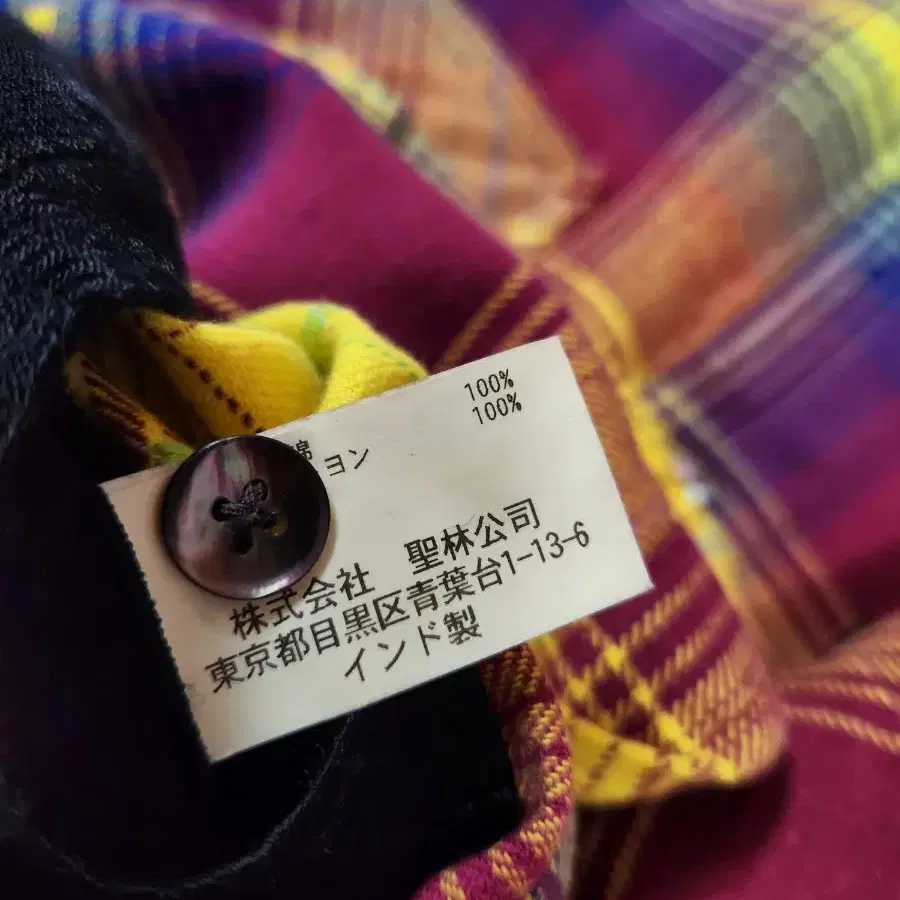 綿 100%
ヨン 100%
株式会社 聖林公司
東京都目黒区青葉台1-13-6
インド製